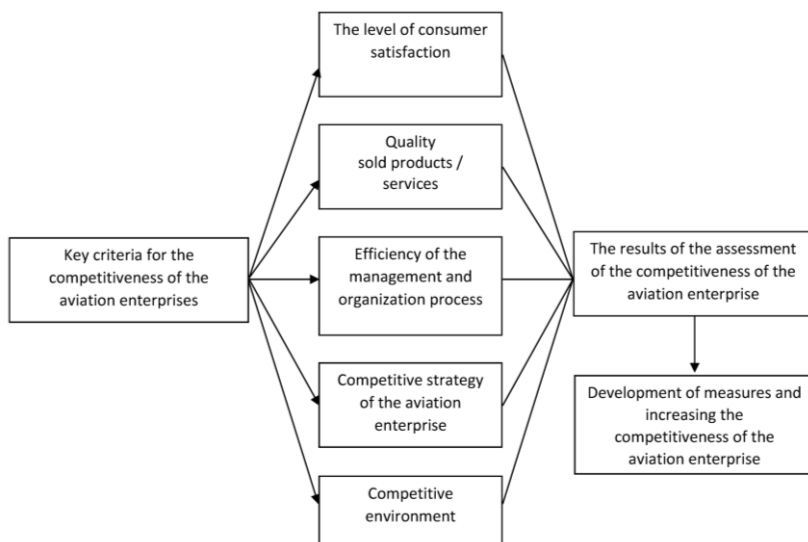 The level of consumer
satisfaction
Quality
sold products /
services
Key criteria for the
competitiveness of the
aviation enterprises
Efficiency of the
management and
organization process
The results of the assessment
of the competitiveness of the
aviation enterprise
Competitive strategy
of the aviation
enterprise
Development of measures and
increasing the
competitiveness of the
aviation enterprise
Competitive
environment